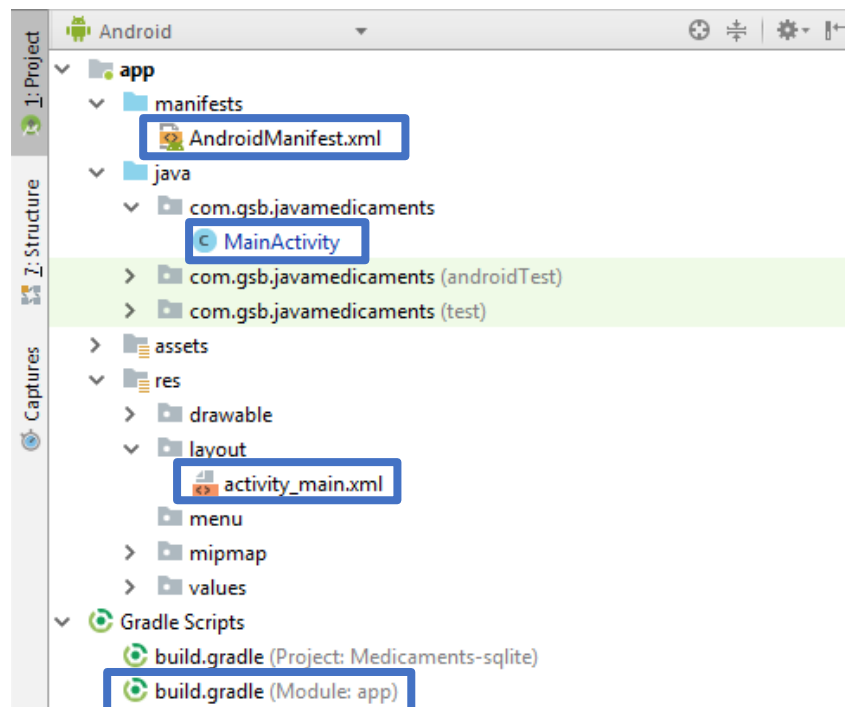 Android
1: Project
7: Structure
Captures
app
manifests
AndroidManifest.xml
java
com.gsb.javamedicaments
C MainActivity
com.gsb.javamedicaments (androidTest)
com.gsb.javamedicaments (test)
assets
res
drawable
layout
activity_main.xml
menu
mipmap
values
Gradle Scripts
build.gradle (Project: Medicaments-sqlite)
build.gradle (Module: app)